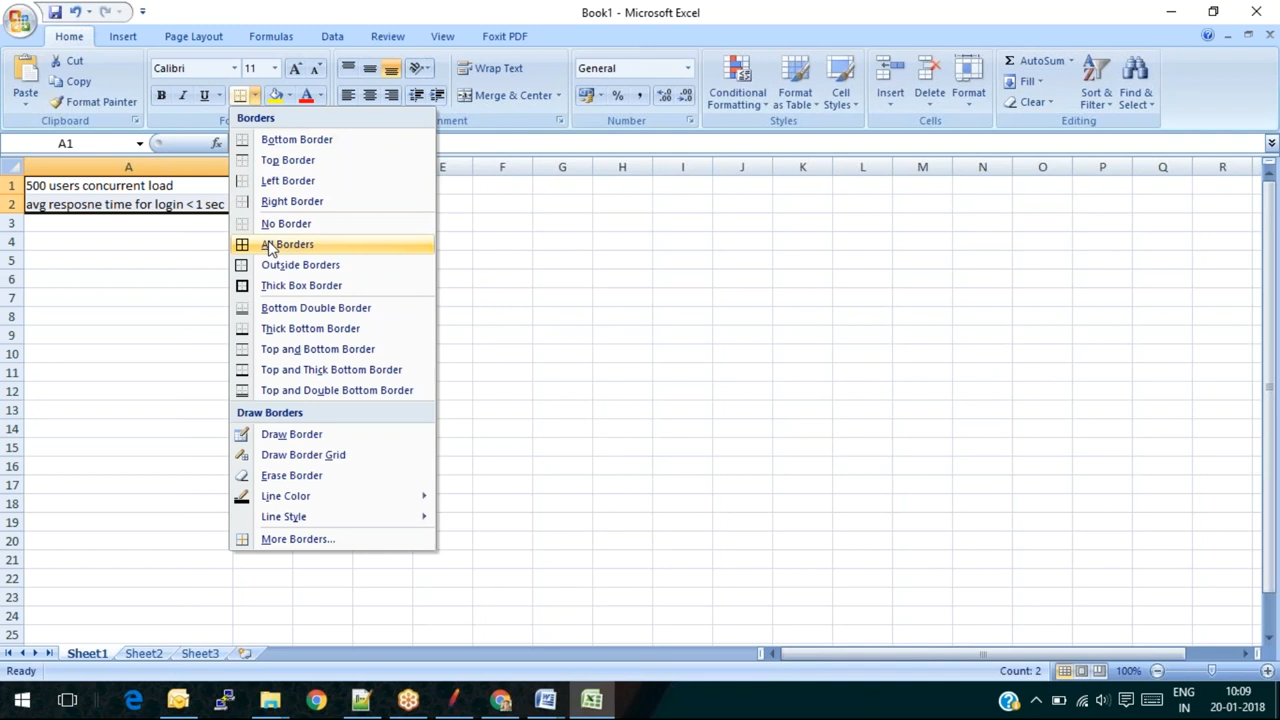 Book1 - Microsoft Excel
Home Insert Page Layout Formulas Data Review View Foxit PDF
Paste
Cut
Copy
Format Painter
Clipboard
Calibri 11
B I U
Wrap Text
Merge & Center
General
% ,
Number
Conditional Formatting
Format as Table
Cell Styles
Styles
Insert Delete Format
Cells
Σ AutoSum
Fill
Clear
Sort & Filter
Find & Select
Editing
A1 fx
A E F G H I J K L M N O P Q R
1 500 users concurrent load
2 avg resposne time for login < 1 sec
3
4
5
6
7
8
9
10
11
12
13
14
15
16
17
18
19
20
21
22
23
24
25
Borders
Bottom Border
Top Border
Left Border
Right Border
No Border
All Borders
Outside Borders
Thick Box Border
Bottom Double Border
Thick Bottom Border
Top and Bottom Border
Top and Thick Bottom Border
Top and Double Bottom Border
Draw Borders
Draw Border
Draw Border Grid
Erase Border
Line Color
Line Style
More Borders...
Sheet1 Sheet2 Sheet3
Ready Count: 2 100%
ENG 10:09
IN 20-01-2018